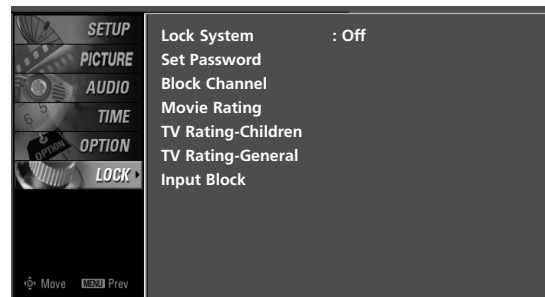 SETUP
PICTURE
AUDIO
TIME
OPTION
LOCK
Lock System : Off
Set Password
Block Channel
Movie Rating
TV Rating-Children
TV Rating-General
Input Block
Move MENU Prev